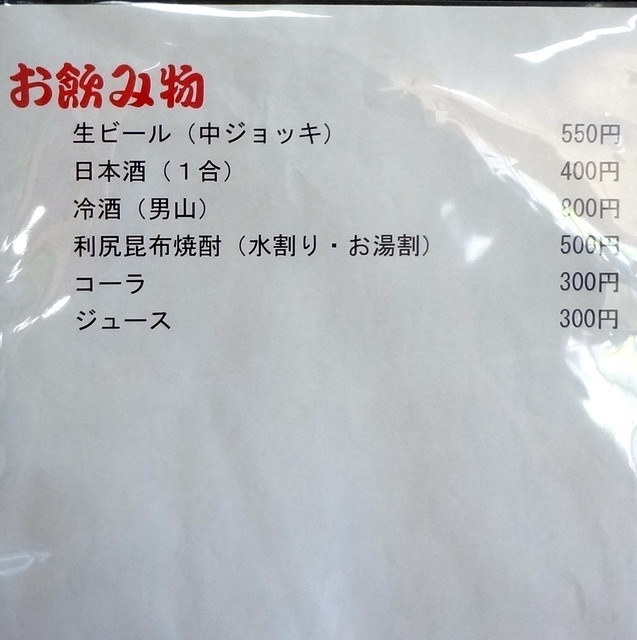 お飲み物
生ビール（中ジョッキ） 550円
日本酒（１合） 400円
冷酒（男山） 800円
利尻昆布焼酎（水割り・お湯割） 500円
コーラ 300円
ジュース 300円